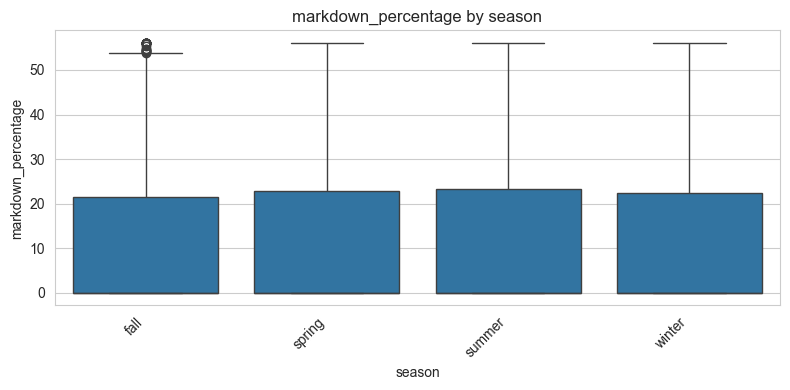 markdown_percentage by season
markdown_percentage
50
40
30
20
10
0
fall
spring
summer
winter
season